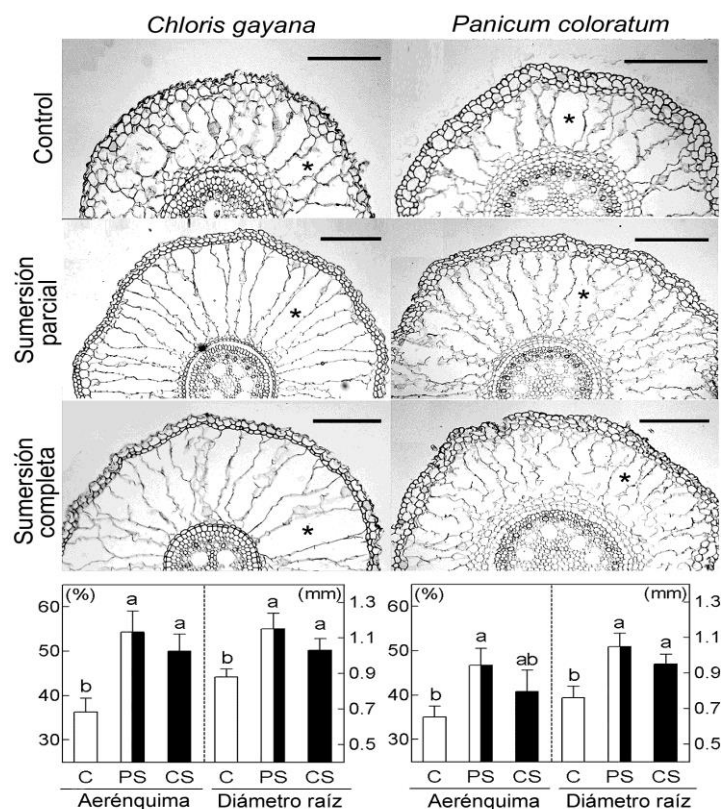 Chloris gayana Panicum coloratum
Control
*
*
Sumersión
parcial
*
*
Sumersión
completa
*
*
(%) (mm) (%) (mm)
60 1.3 60 1.3
50 1.1 50 1.1
40 0.9 40 0.9
30 0.7 30 0.7
0.5 0.5
b a a b a a b a ab b a a
C PS CS C PS CS C PS CS C PS CS
Aerénquima Diámetro raíz Aerénquima Diámetro raíz